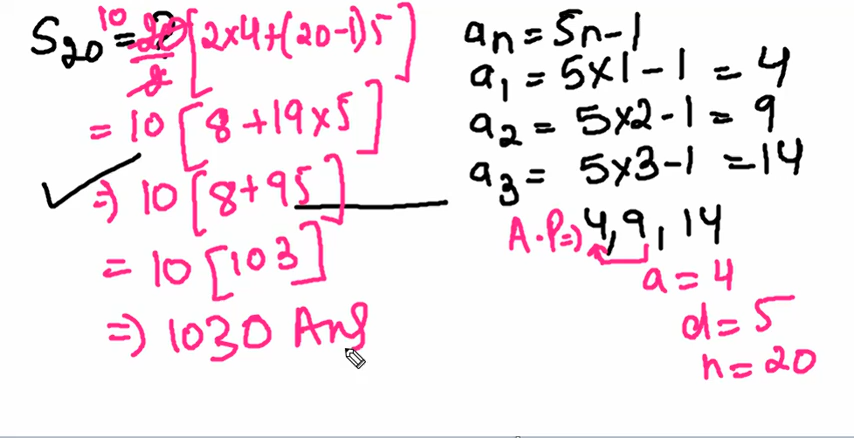 S₂₀ = ? 10 20/2 [2×4+(20-1)5]
= 10 [8+19×5]
⇒ 10 [8+95]
= 10 [103]
⇒ 1030 Ans
an = 5n-1
a₁ = 5×1-1 = 4
a₂ = 5×2-1 = 9
a₃ = 5×3-1 = 14
A.P ⇒ 4, 9, 14
a = 4
d = 5
n = 20